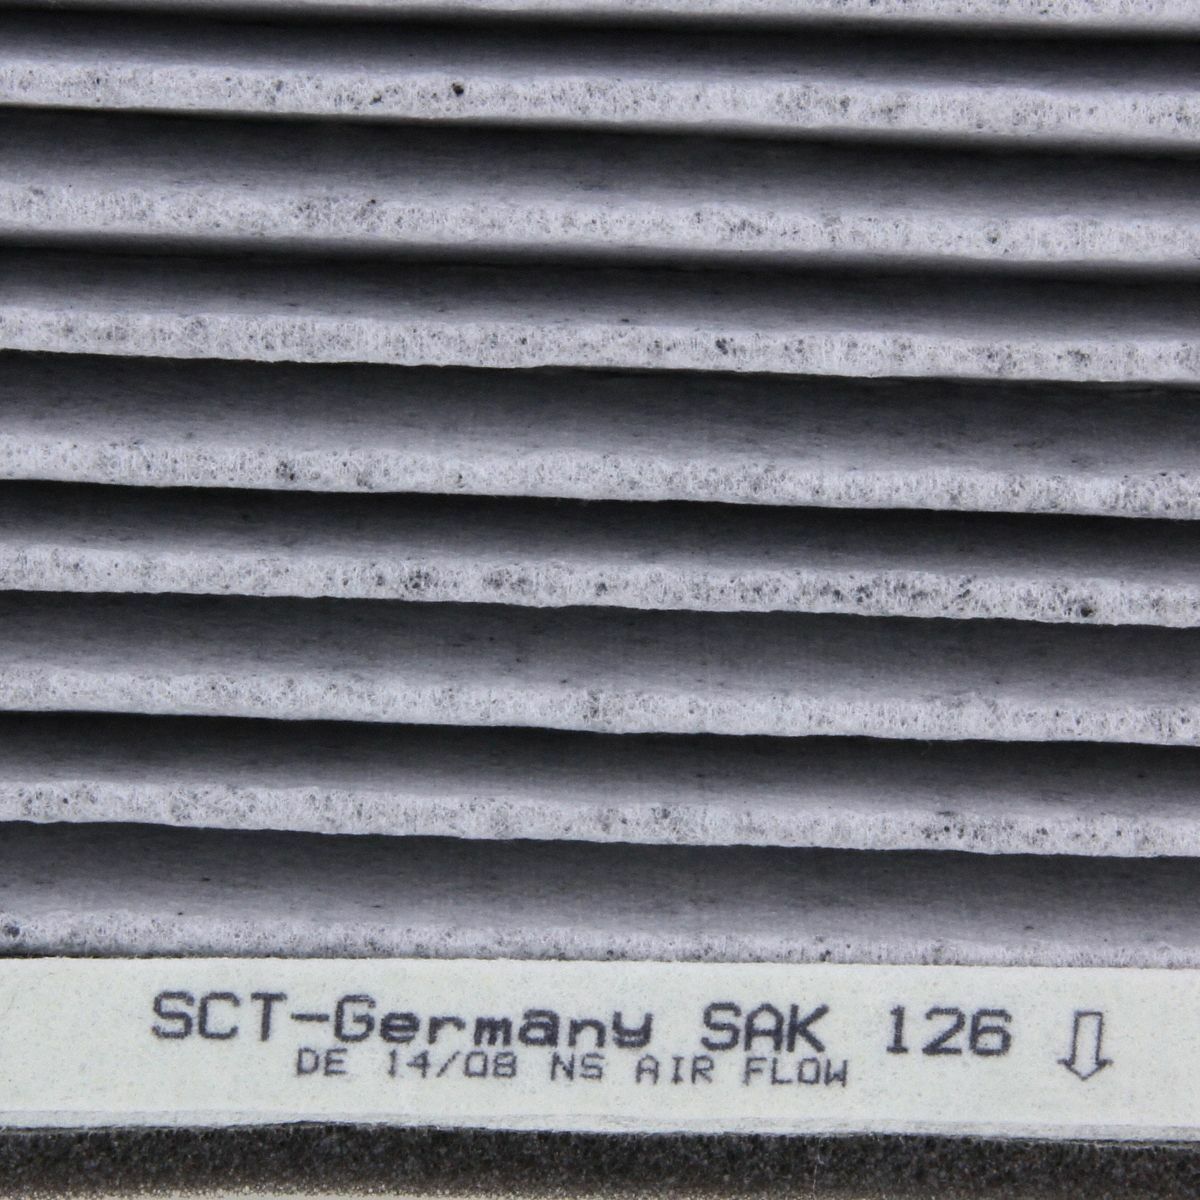 SCT-Germany SAK 126
DE 14/08 NS AIR FLOW